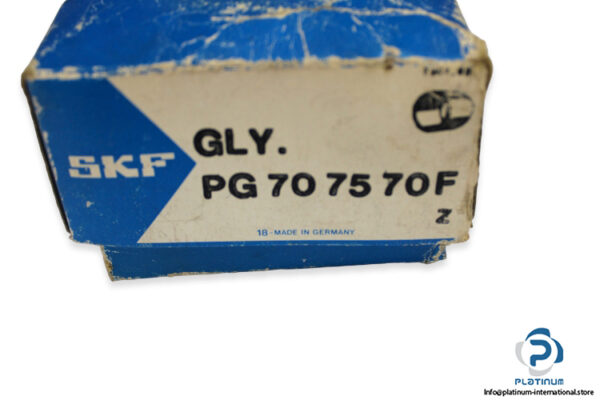 SKF
GLY.
PG 70 75 70 F
Z
18 - MADE IN GERMANY
PLATINUM
Info@platinum-international.store